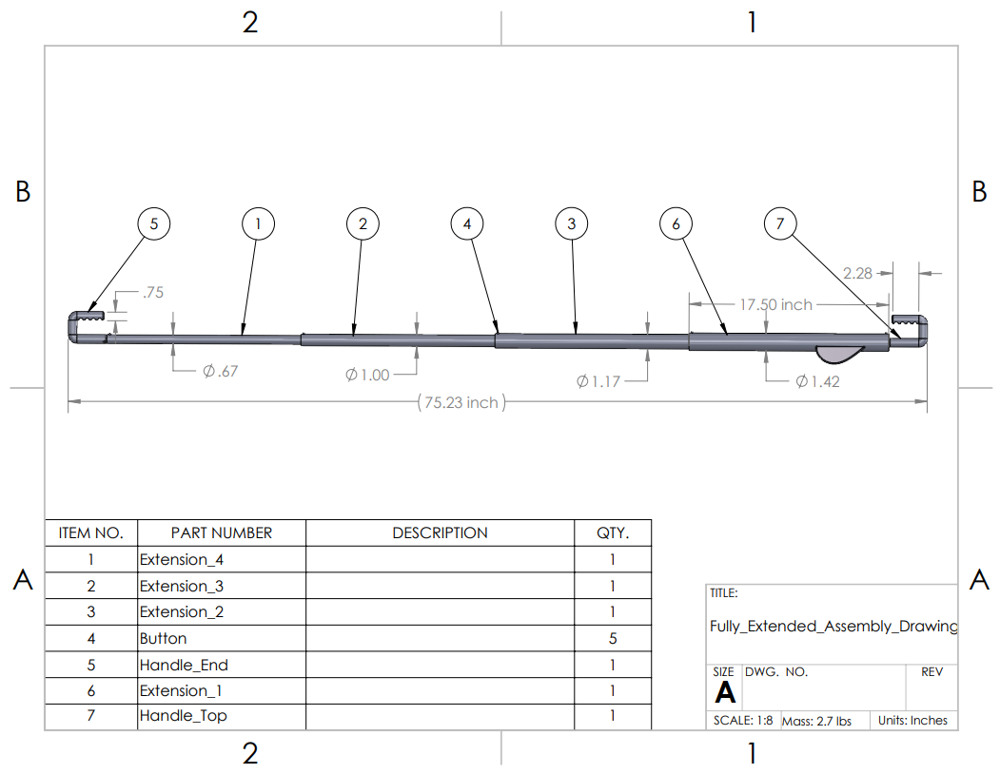 2 1
B B
5 1 2 4 3 6 7
2.28
.75
17.50 inch
Ø.67
Ø1.00
Ø1.17
Ø1.42
(75.23 inch)
A A
ITEM NO. PART NUMBER DESCRIPTION QTY.
1 Extension_4 1
2 Extension_3 1
3 Extension_2 1
4 Button 5
5 Handle_End 1
6 Extension_1 1
7 Handle_Top 1
TITLE:
Fully_Extended_Assembly_Drawing
SIZE DWG. NO. REV
A
SCALE: 1:8 Mass: 2.7 lbs Units: Inches
2 1